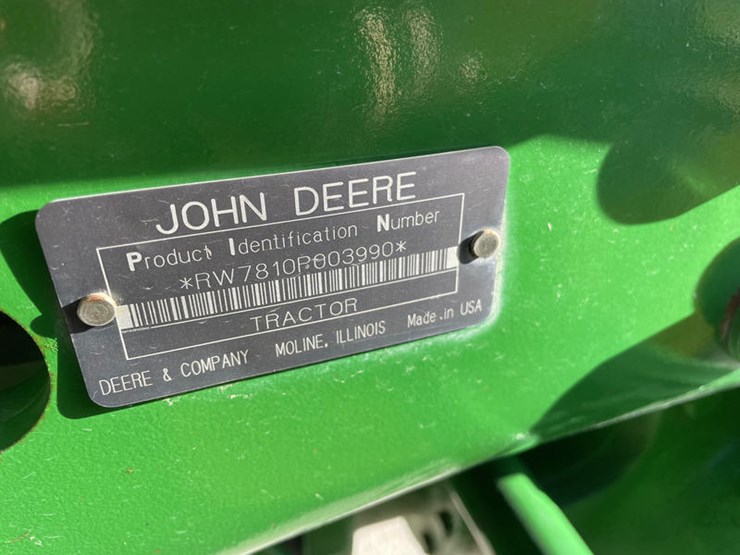 JOHN DEERE
Product Identification Number
*RW7810P003990*
TRACTOR
DEERE & COMPANY MOLINE, ILLINOIS Made in USA